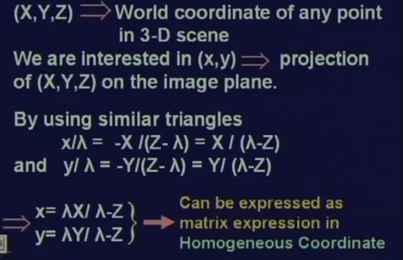 (X,Y,Z) ⟹ World coordinate of any point
in 3-D scene
We are interested in (x,y) ⟹ projection
of (X,Y,Z) on the image plane.
By using similar triangles
x/λ = -X /(Z- λ) = X / (λ-Z)
and y/ λ = -Y/(Z- λ) = Y/ (λ-Z)
⟹ x= λX/ λ-Z
y= λY/ λ-Z } → Can be expressed as
matrix expression in
Homogeneous Coordinate